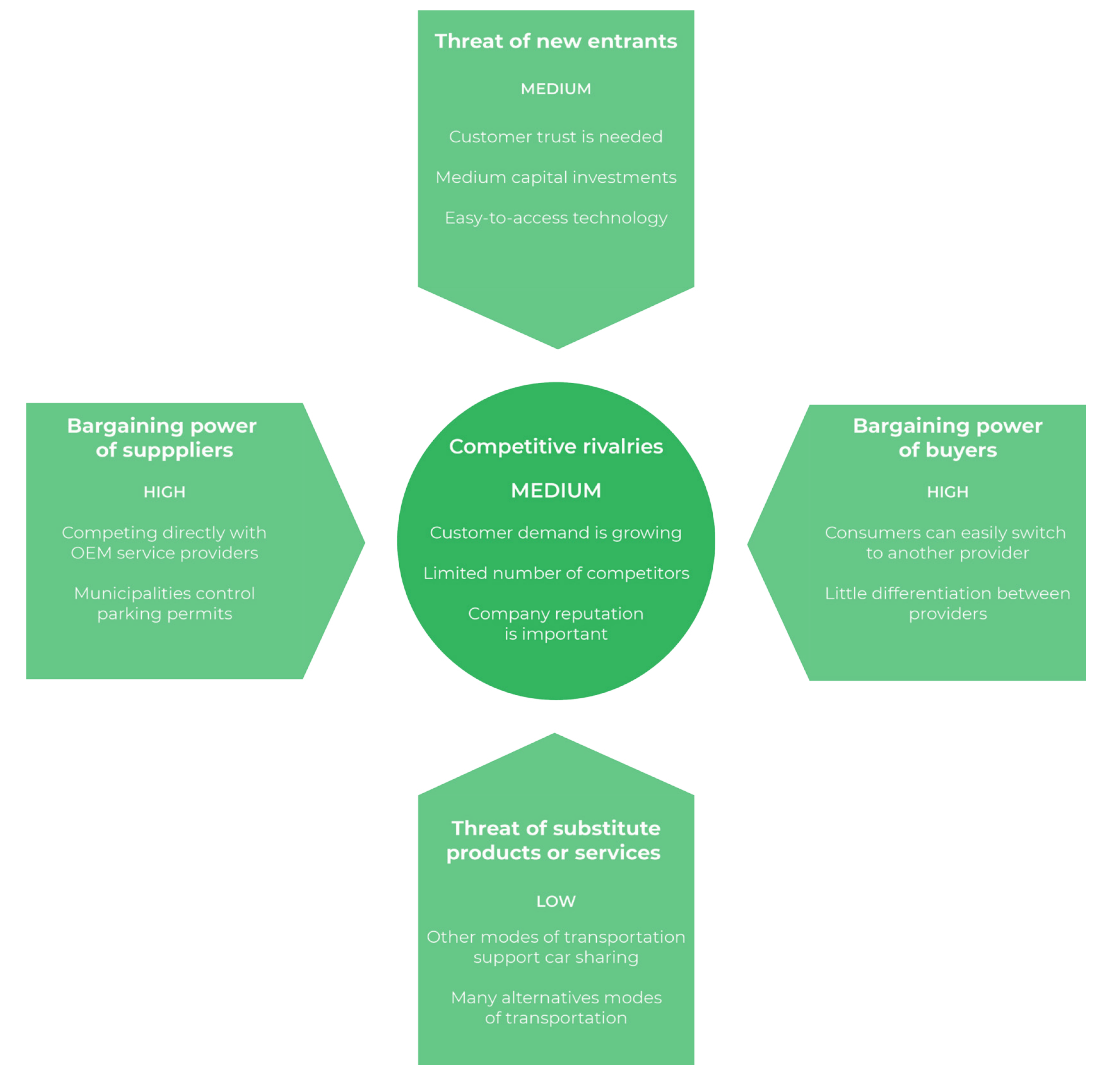 Threat of new entrants
MEDIUM
Customer trust is needed
Medium capital investments
Easy-to-access technology
Bargaining power
of supppliers
HIGH
Competing directly with
OEM service providers
Municipalities control
parking permits
Competitive rivalries
MEDIUM
Customer demand is growing
Limited number of competitors
Company reputation
is important
Bargaining power
of buyers
HIGH
Consumers can easily switch
to another provider
Little differentiation between
providers
Threat of substitute
products or services
LOW
Other modes of transportation
support car sharing
Many alternatives modes
of transportation